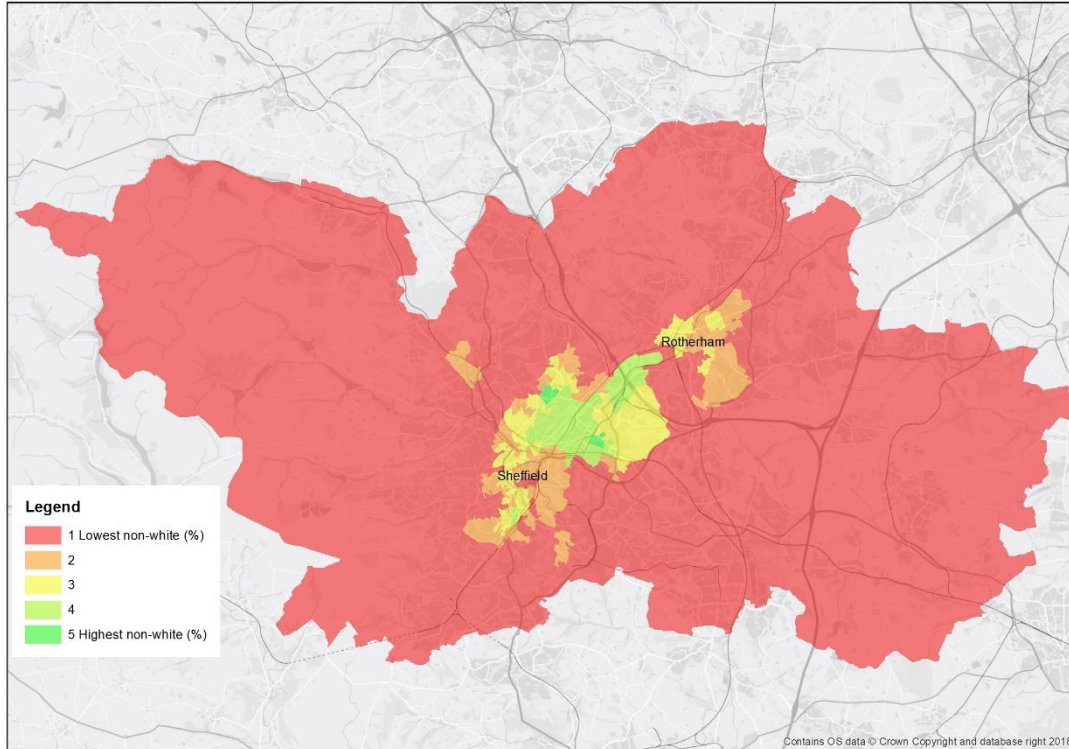 Rotherham
Sheffield
Legend
1 Lowest non-white (%)
2
3
4
5 Highest non-white (%)
Contains OS data © Crown Copyright and database right 2018